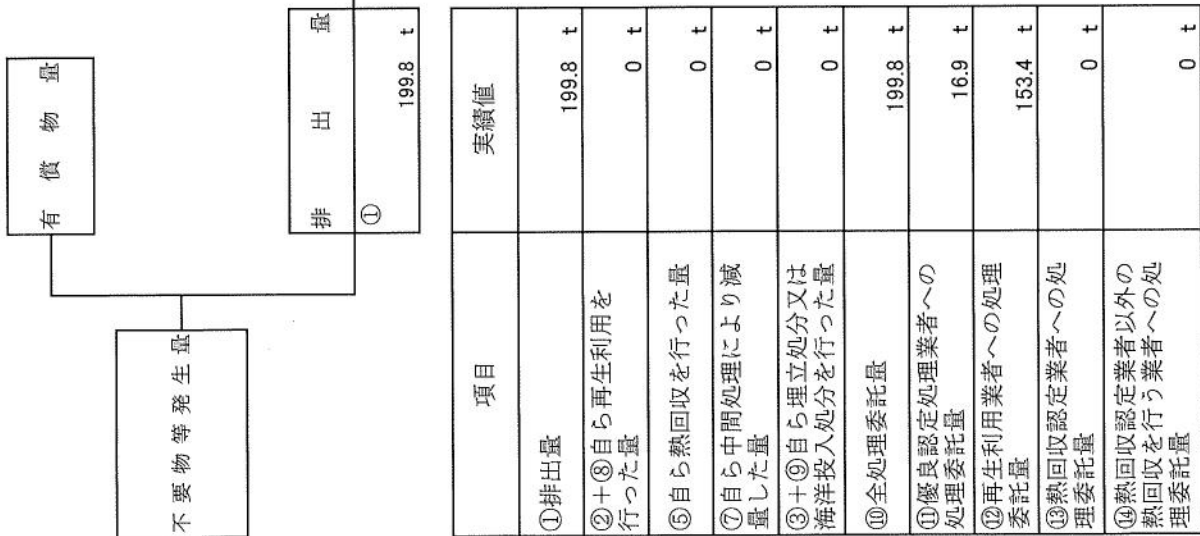 有償物量
不要物等発生量
排出量
①
199.8 t
項目 実績値
①排出量 199.8 t
②+⑧自ら再生利用を
行った量 0 t
⑤自ら熱回収を行った量 0 t
⑦自ら中間処理により減
量した量 0 t
③+⑨自ら埋立処分又は
海洋投入処分を行った量 0 t
⑩全処理委託量 199.8 t
⑪優良認定処理業者への
処理委託量 16.9 t
⑫再生利用業者への処理
委託量 153.4 t
⑬熱回収認定業者への処
理委託量 0 t
⑭熱回収認定業者以外の
熱回収を行う業者への処
理委託量 0 t